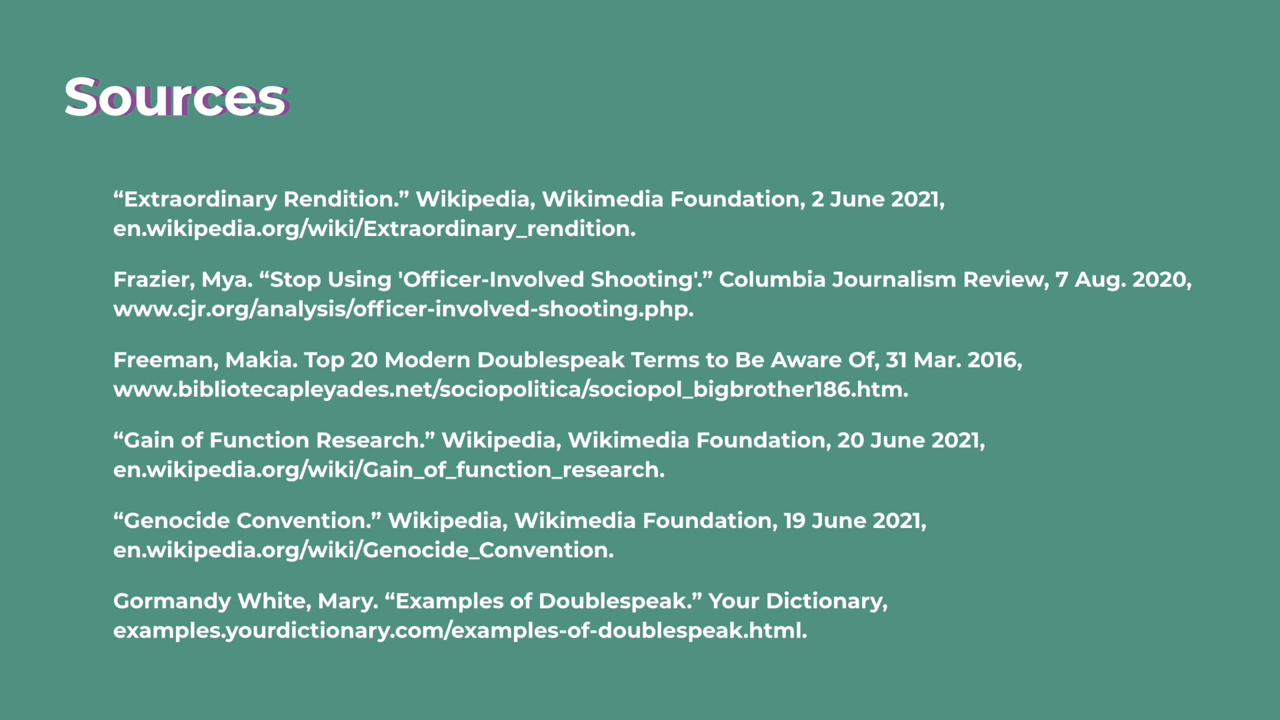 Sources
“Extraordinary Rendition.” Wikipedia, Wikimedia Foundation, 2 June 2021,
en.wikipedia.org/wiki/Extraordinary_rendition.
Frazier, Mya. “Stop Using 'Officer-Involved Shooting'.” Columbia Journalism Review, 7 Aug. 2020,
www.cjr.org/analysis/officer-involved-shooting.php.
Freeman, Makia. Top 20 Modern Doublespeak Terms to Be Aware Of, 31 Mar. 2016,
www.bibliotecapleyades.net/sociopolitica/sociopol_bigbrother186.htm.
“Gain of Function Research.” Wikipedia, Wikimedia Foundation, 20 June 2021,
en.wikipedia.org/wiki/Gain_of_function_research.
“Genocide Convention.” Wikipedia, Wikimedia Foundation, 19 June 2021,
en.wikipedia.org/wiki/Genocide_Convention.
Gormandy White, Mary. “Examples of Doublespeak.” Your Dictionary,
examples.yourdictionary.com/examples-of-doublespeak.html.